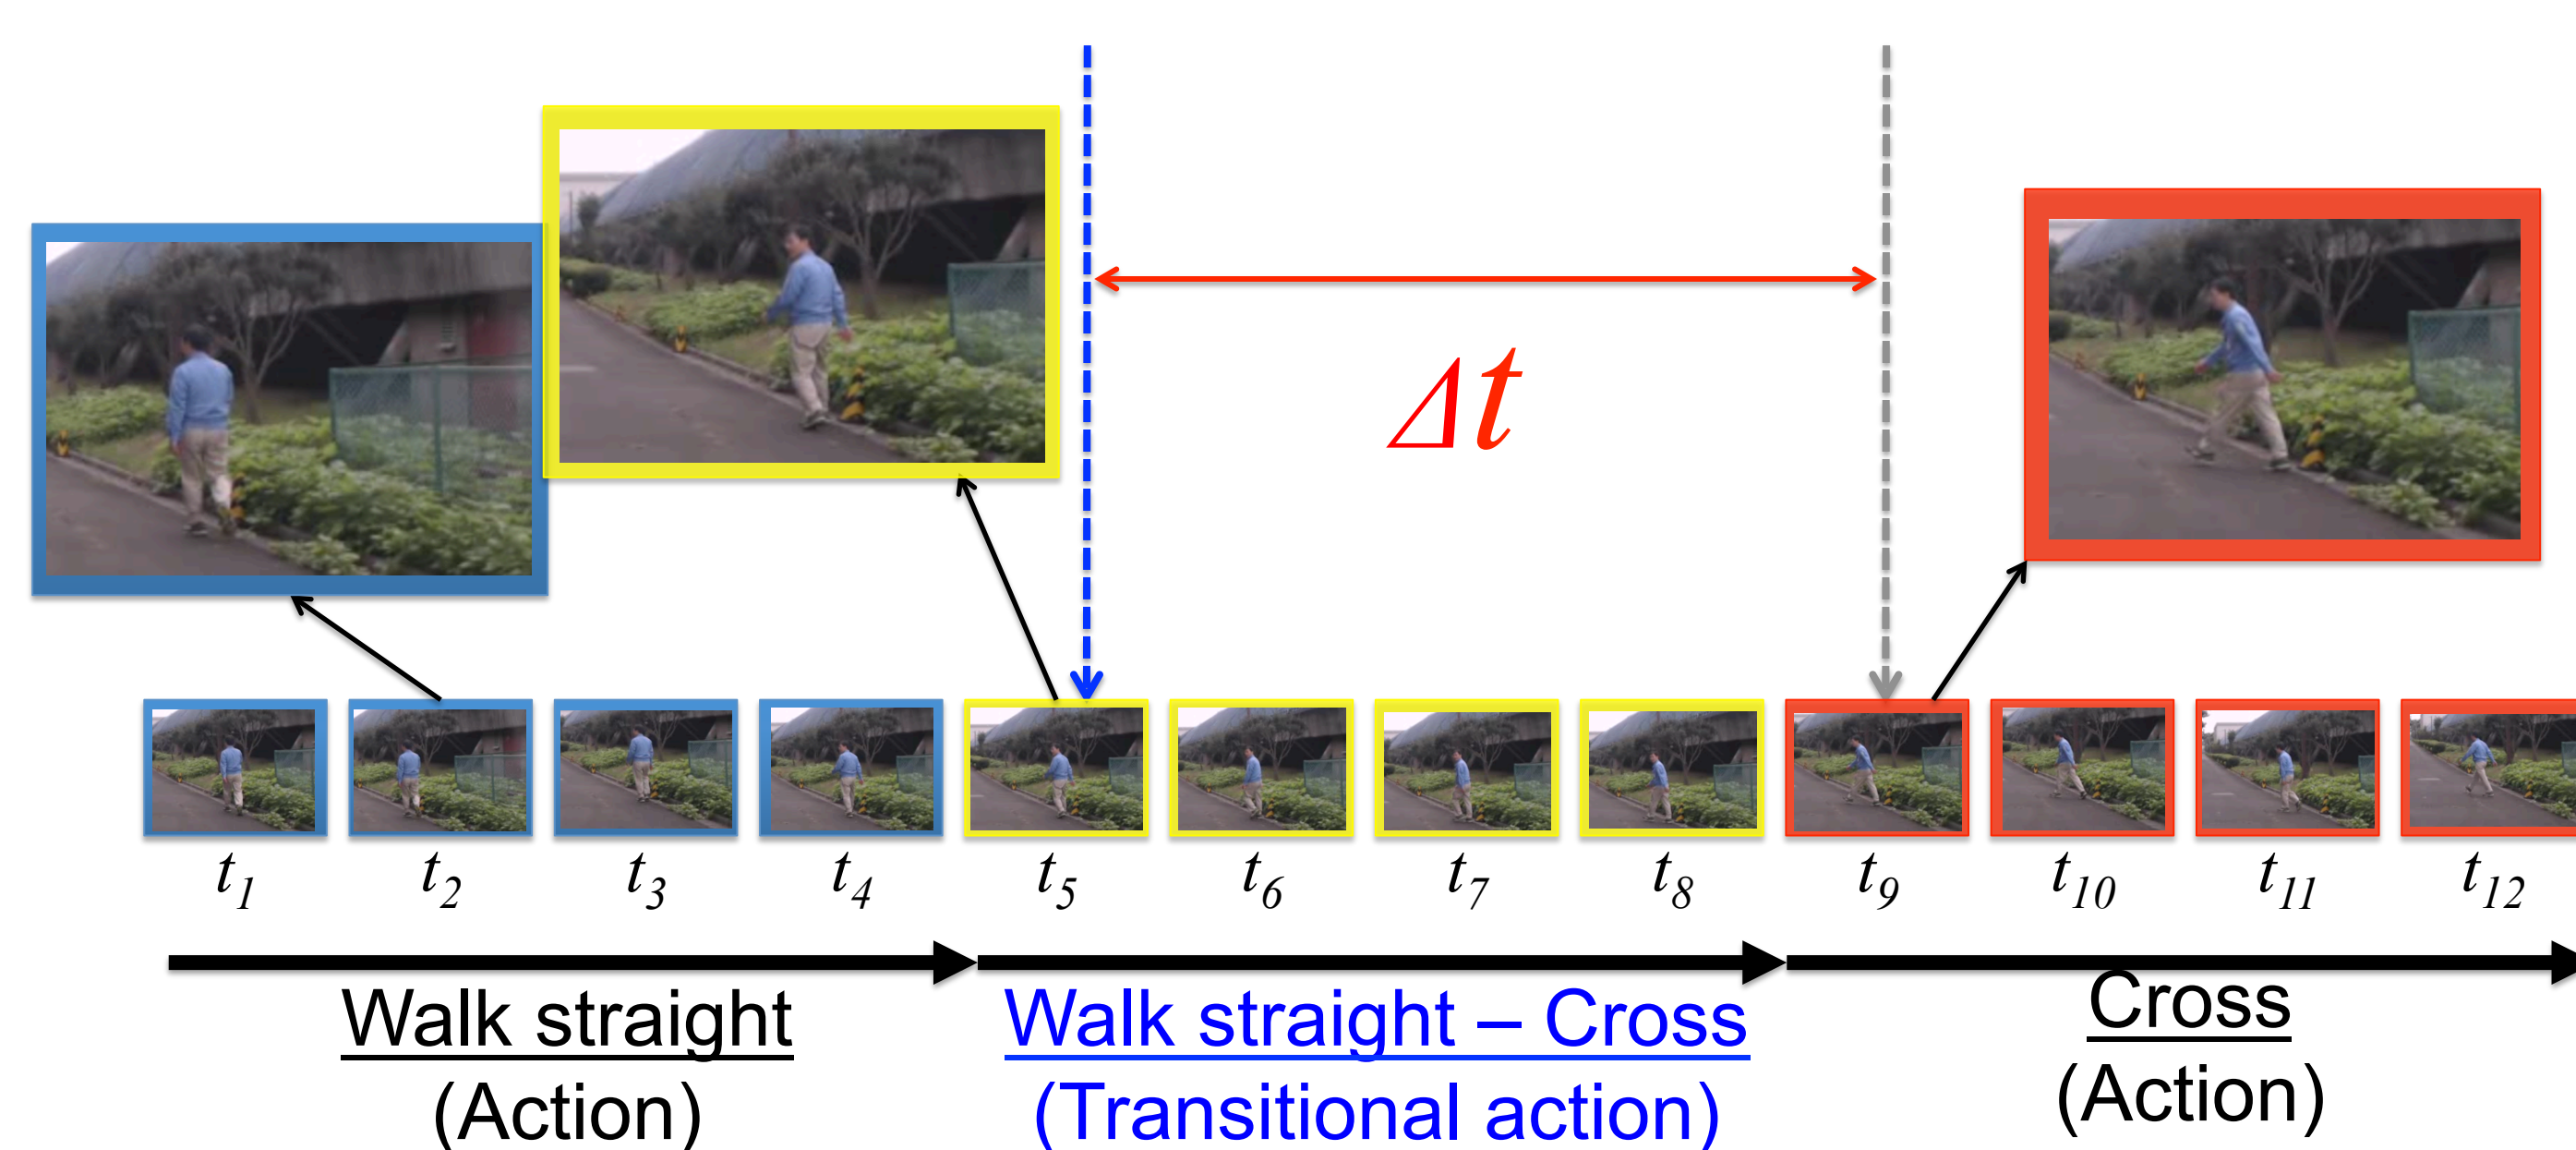 Δt
t1 t2 t3 t4 t5 t6 t7 t8 t9 t10 t11 t12
Walk straight
(Action)
Walk straight – Cross
(Transitional action)
Cross
(Action)